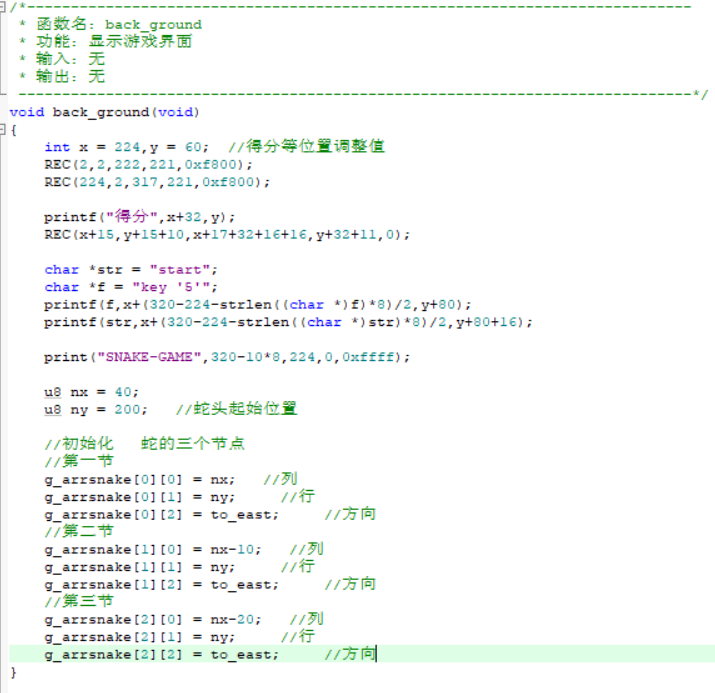 /*-----------------------------------------------------------------------
* 函数名: back_ground
* 功能: 显示游戏界面
* 输入: 无
* 输出: 无
-----------------------------------------------------------------------*/
void back_ground(void)
{
int x = 224,y = 60; //得分等位置调整值
REC(2,2,222,221,0xf800);
REC(224,2,317,221,0xf800);
printf("得分",x+32,y);
REC(x+15,y+15+10,x+17+32+16+16,y+32+11,0);
char *str = "start";
char *f = "key '5'";
printf(f,x+(320-224-strlen((char *)f)*8)/2,y+80);
printf(str,x+(320-224-strlen((char *)str)*8)/2,y+80+16);
print("SNAKE-GAME",320-10*8,224,0,0xffff);
u8 nx = 40;
u8 ny = 200; //蛇头起始位置
//初始化 蛇的三个节点
//第一节
g_arrsnake[0][0] = nx; //列
g_arrsnake[0][1] = ny; //行
g_arrsnake[0][2] = to_east; //方向
//第二节
g_arrsnake[1][0] = nx-10; //列
g_arrsnake[1][1] = ny; //行
g_arrsnake[1][2] = to_east; //方向
//第三节
g_arrsnake[2][0] = nx-20; //列
g_arrsnake[2][1] = ny; //行
g_arrsnake[2][2] = to_east; //方向
}